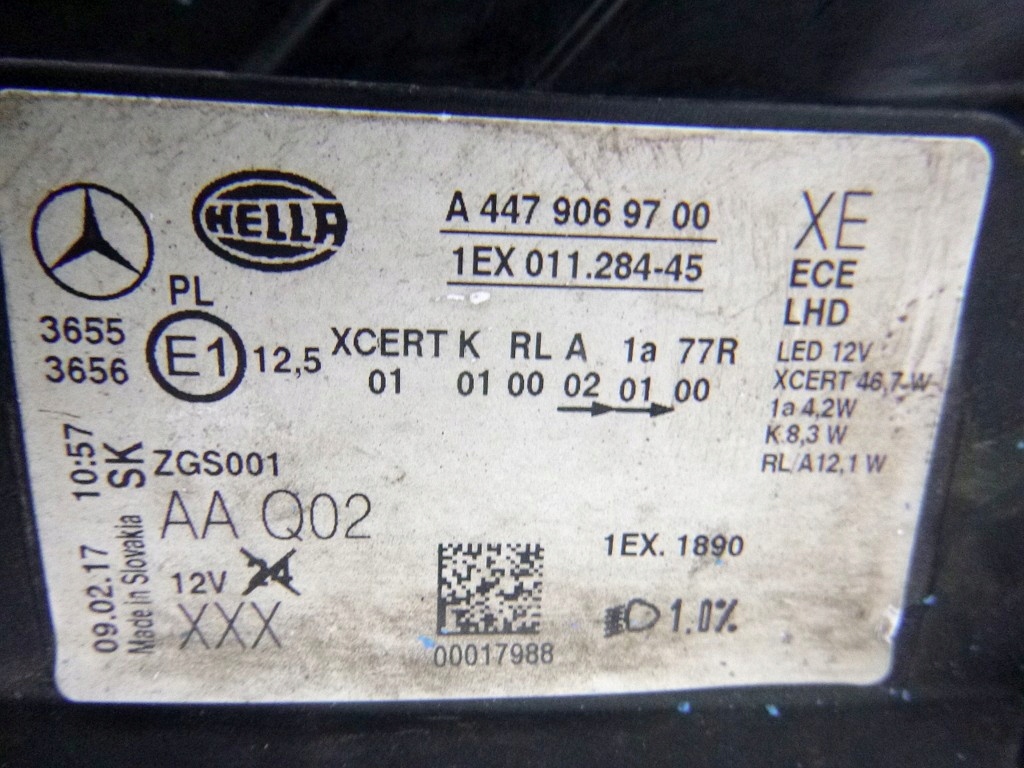 HELLA
A 447 906 97 00
1EX 011.284-45
XE
ECE
LHD
PL
3655
3656
E1
12,5
XCERT K RL A 1a 77R
01 01 00 02 01 00
LED 12V
XCERT 46,7 W
1a 4,2W
K 8,3 W
RL/A12,1 W
09.02.17 10:57
Made in Slovakia SK
ZGS001
AA Q02
12V 24
XXX
00017988
1EX. 1890
1.0%